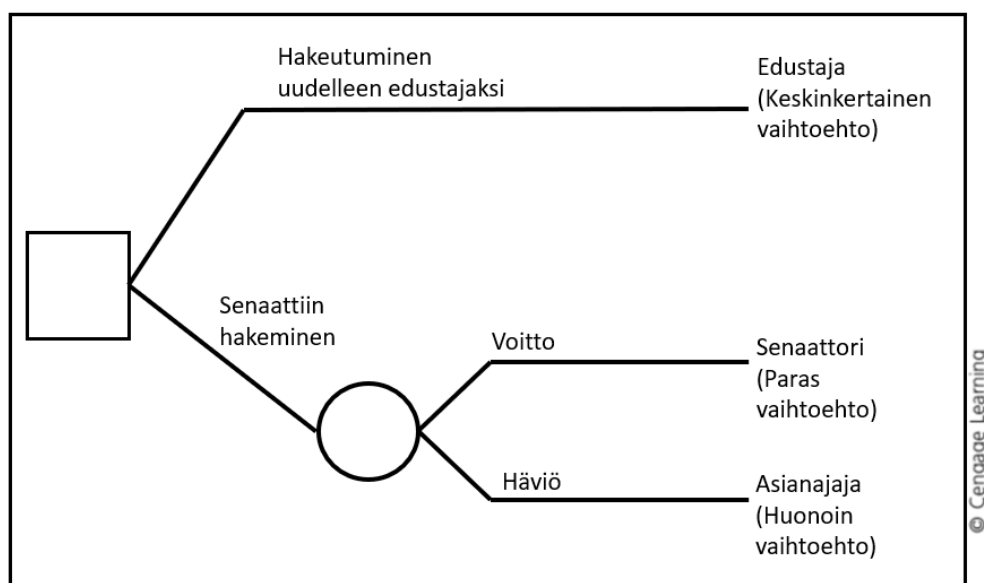 Hakeutuminen
uudelleen edustajaksi
Edustaja
(Keskinkertainen
vaihtoehto)
Senaattiin
hakeminen
Voitto
Senaattori
(Paras
vaihtoehto)
Häviö
Asianajaja
(Huonoin
vaihtoehto)
© Cengage Learning